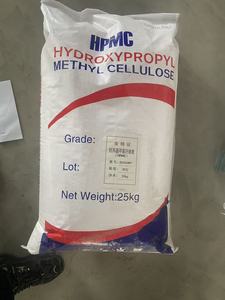 HPMC
HYDROXYPROPYL
METHYL CELLULOSE
Grade:
Lot:
Net Weight:25kg